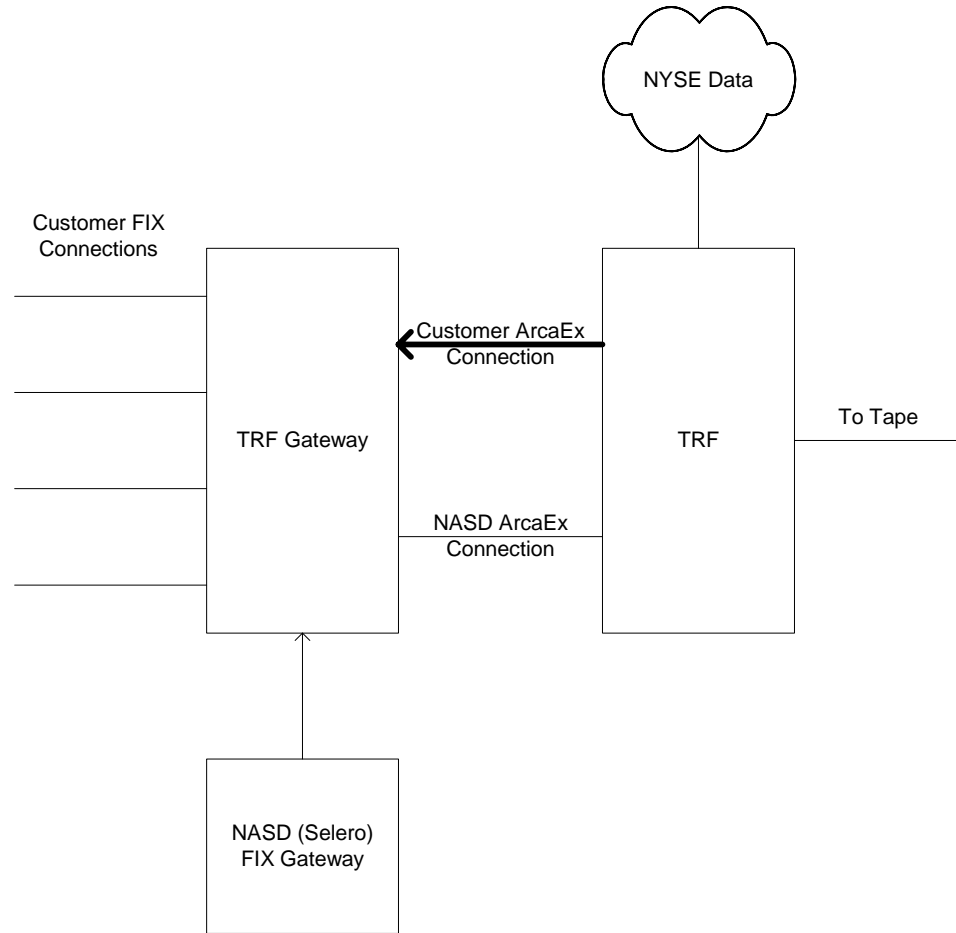 NYSE Data
Customer FIX
Connections
Customer ArcaEx
Connection
TRF Gateway
TRF
To Tape
NASD ArcaEx
Connection
NASD (Selero)
FIX Gateway